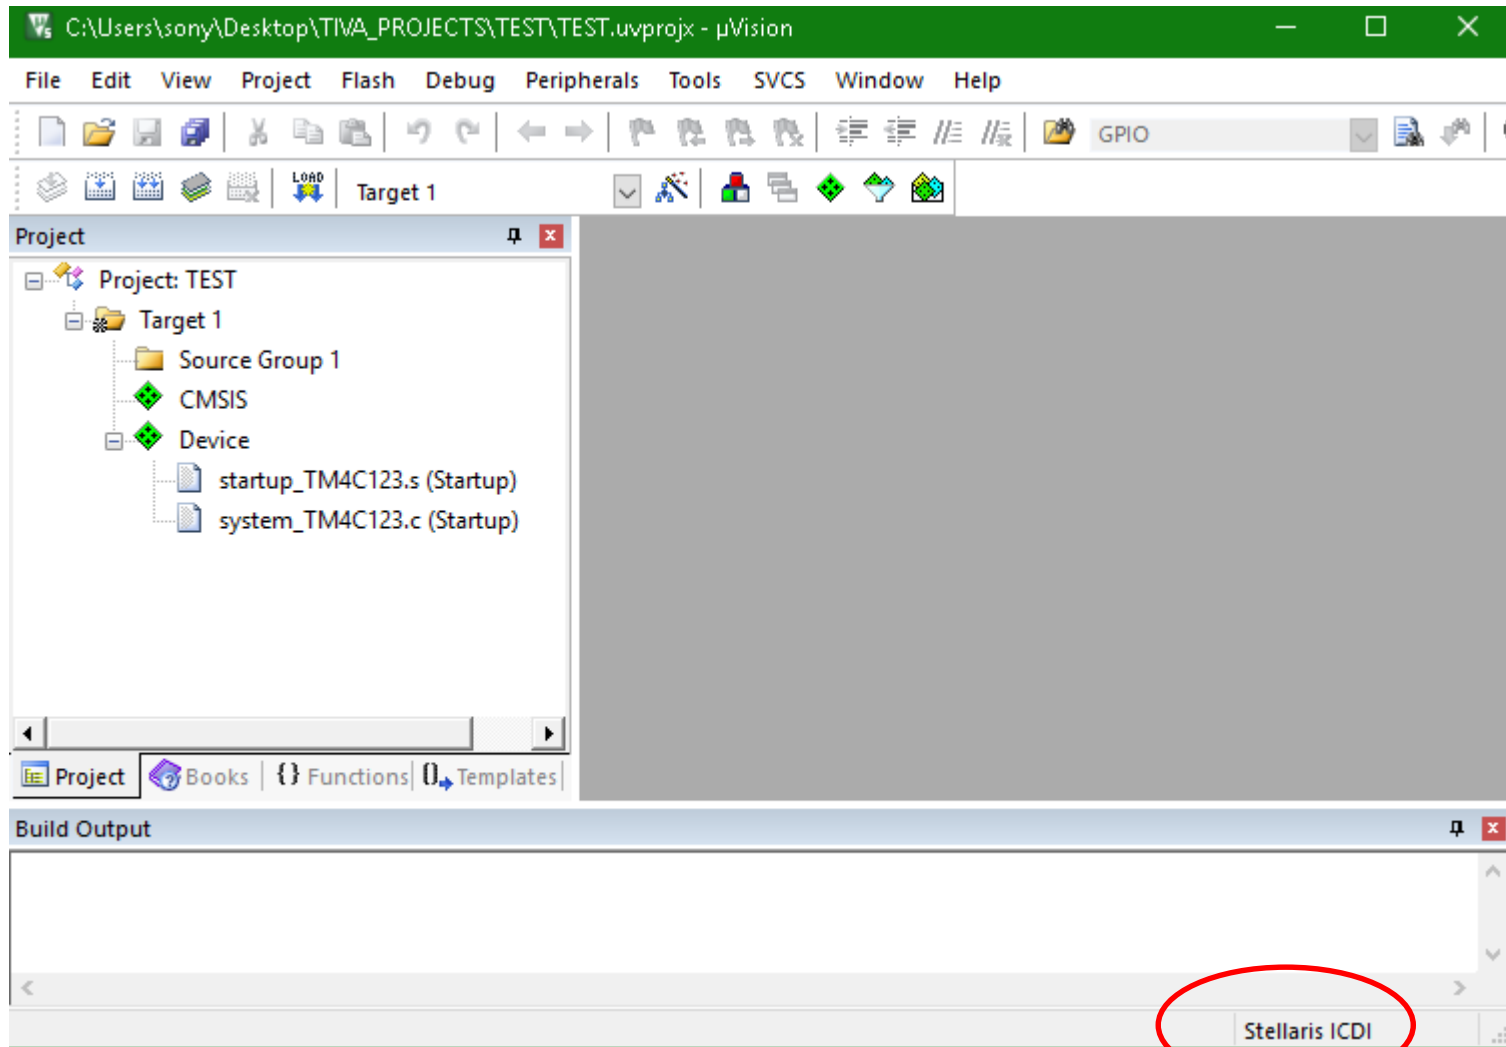 C:\Users\sony\Desktop\TIVA_PROJECTS\TEST\TEST.uvprojx - µVision
File Edit View Project Flash Debug Peripherals Tools SVCS Window Help
GPIO
LOAD Target 1
Project
Project: TEST
Target 1
Source Group 1
CMSIS
Device
startup_TM4C123.s (Startup)
system_TM4C123.c (Startup)
Project Books {} Functions 0 Templates
Build Output
Stellaris ICDI